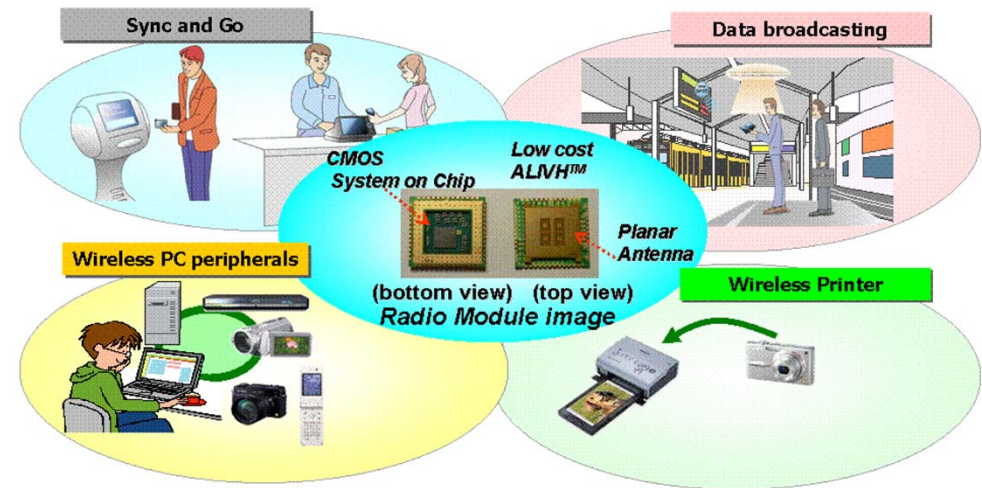 Sync and Go
Data broadcasting
CMOS
System on Chip
Low cost
ALIVH™
Planar
Antenna
Wireless PC peripherals
(bottom view) (top view)
Radio Module image
Wireless Printer